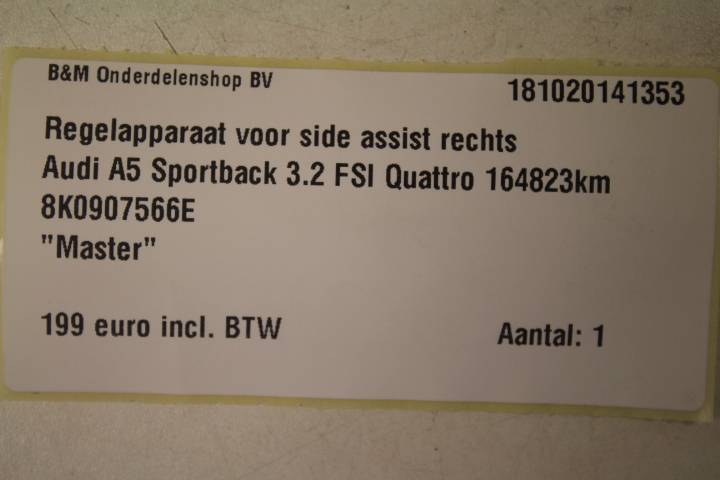 B&M Onderdelenshop BV 181020141353
Regelapparaat voor side assist rechts
Audi A5 Sportback 3.2 FSI Quattro 164823km
8K0907566E
"Master"
199 euro incl. BTW Aantal: 1